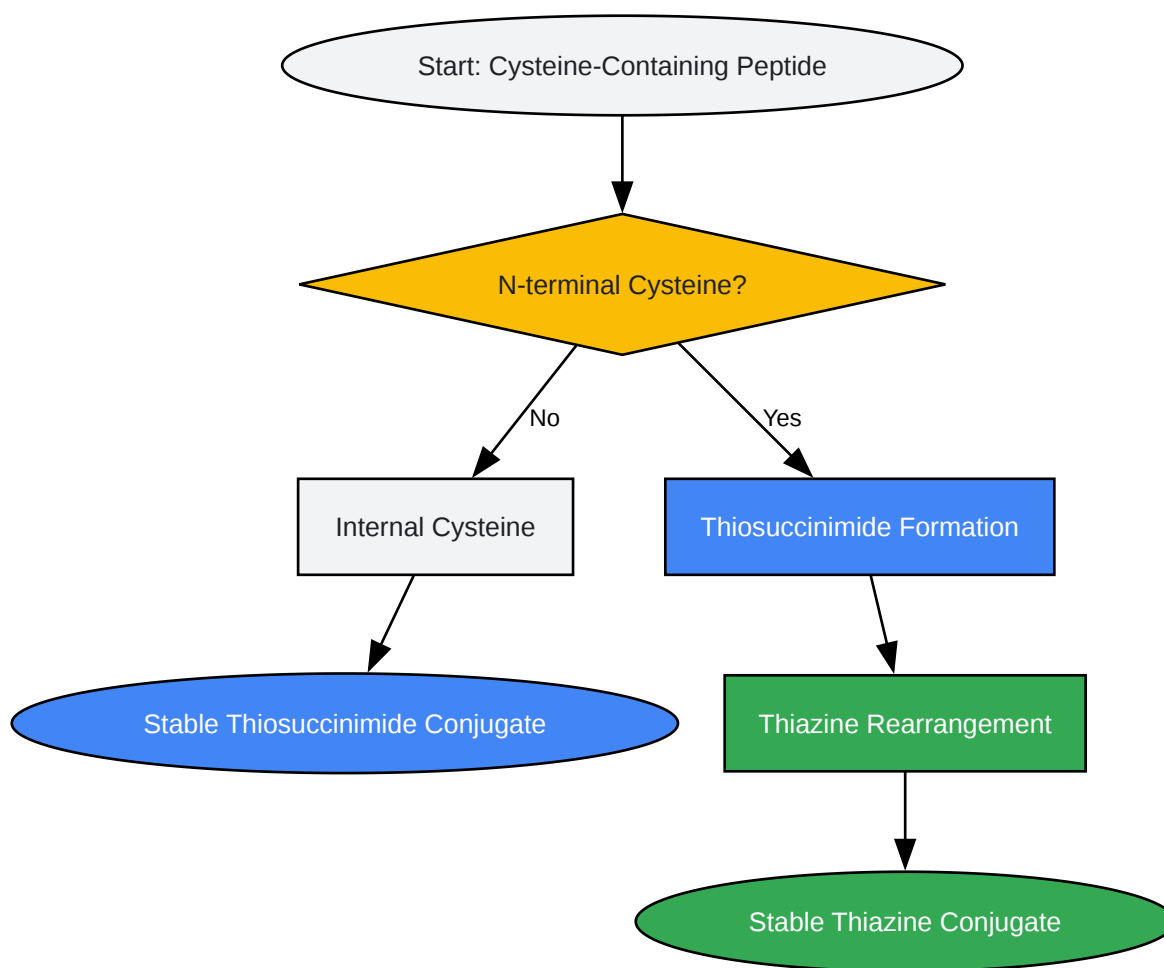 Start: Cysteine-Containing Peptide
N-terminal Cysteine?
No
Yes
Internal Cysteine
Thiosuccinimide Formation
Stable Thiosuccinimide Conjugate
Thiazine Rearrangement
Stable Thiazine Conjugate